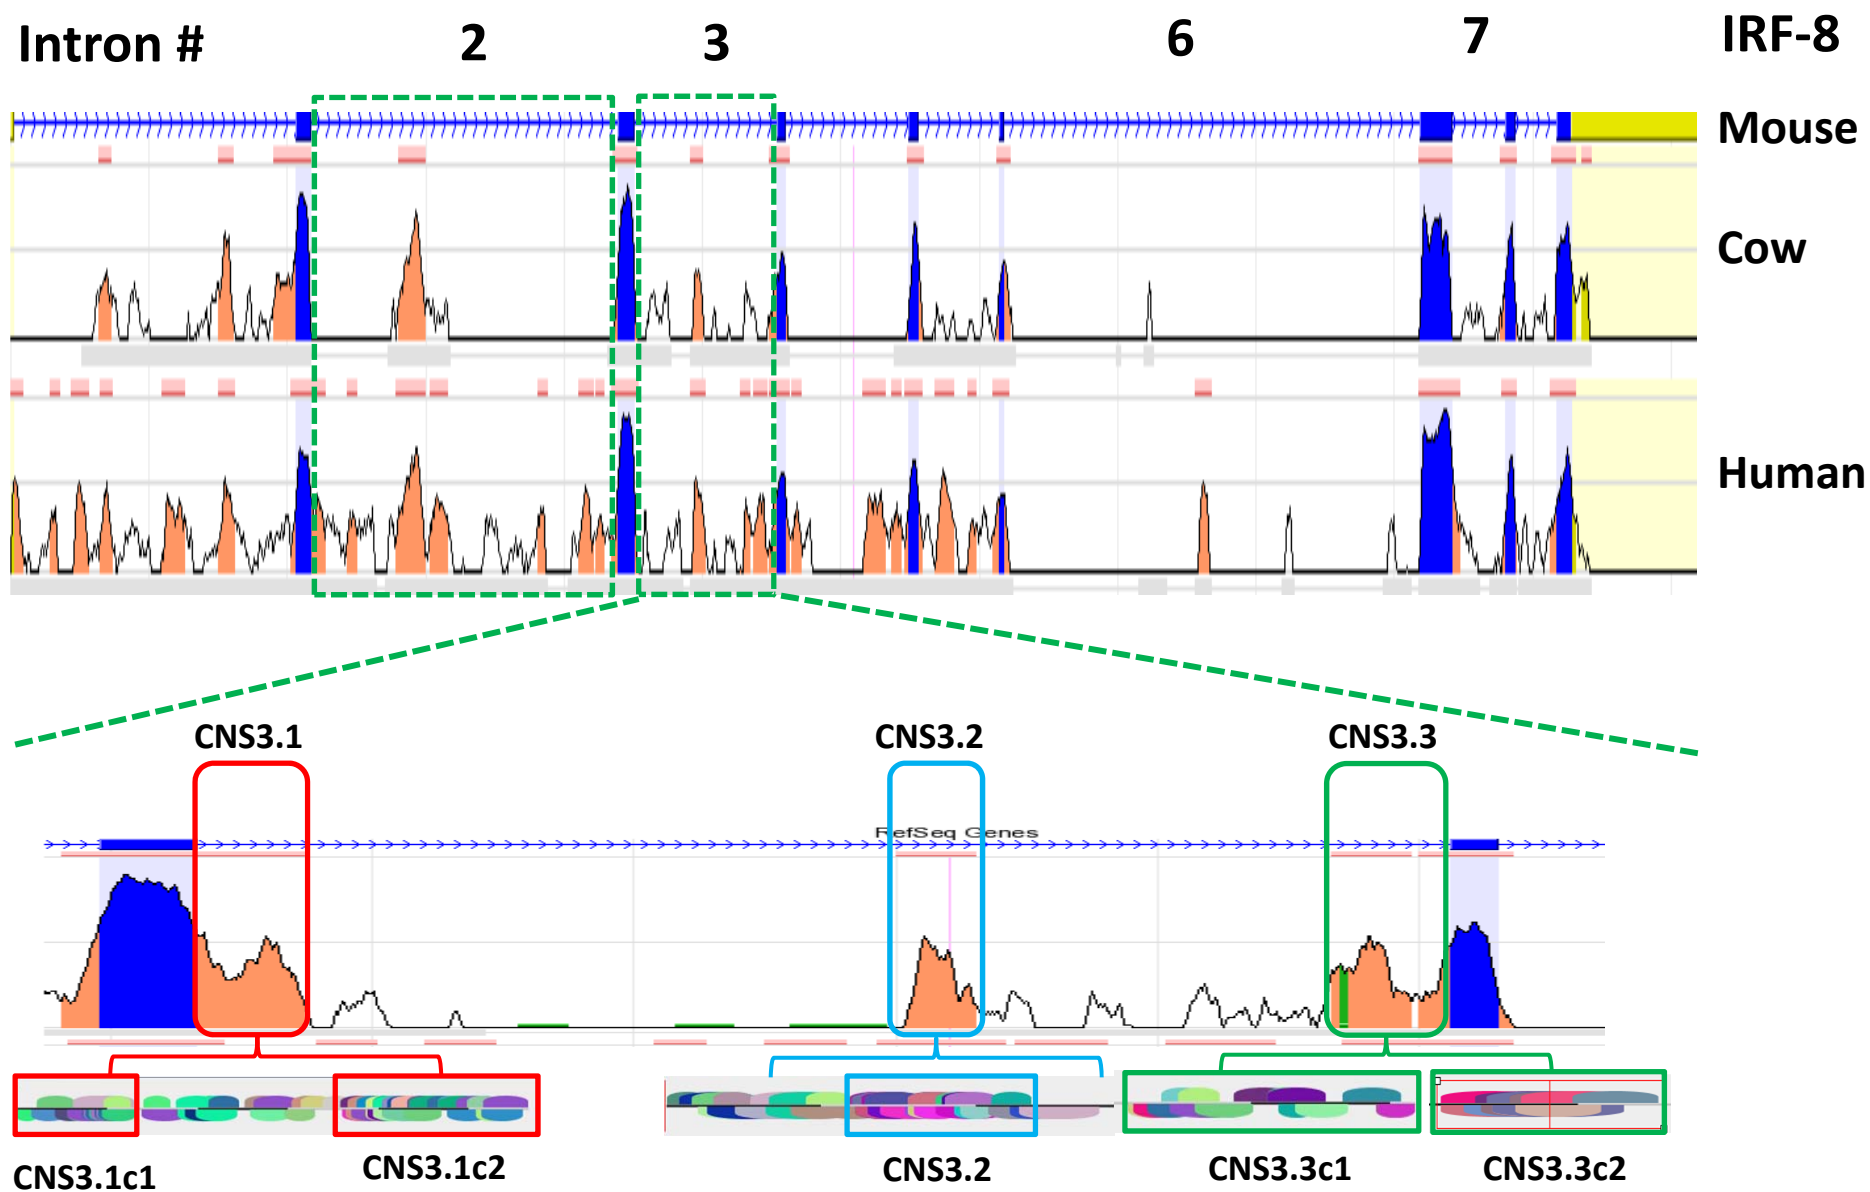 Intron # 2 3 6 7 IRF-8
Mouse
Cow
Human
CNS3.1 CNS3.2 CNS3.3
RefSeq Genes
CNS3.1c1 CNS3.1c2 CNS3.2 CNS3.3c1 CNS3.3c2